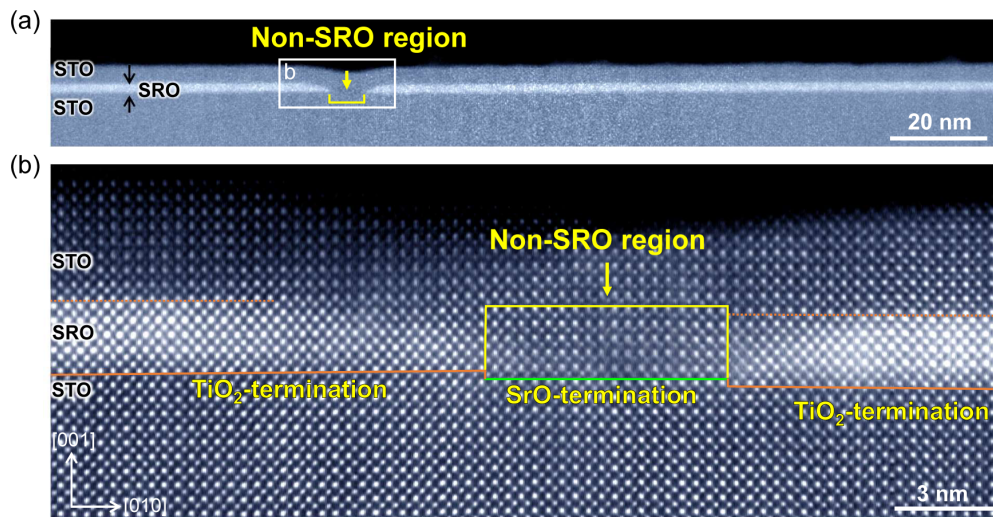 (a)
Non-SRO region
STO
b
SRO
STO
20 nm
(b)
Non-SRO region
STO
SRO
STO
TiO₂-termination
SrO-termination
TiO₂-termination
[001]
[010]
3 nm